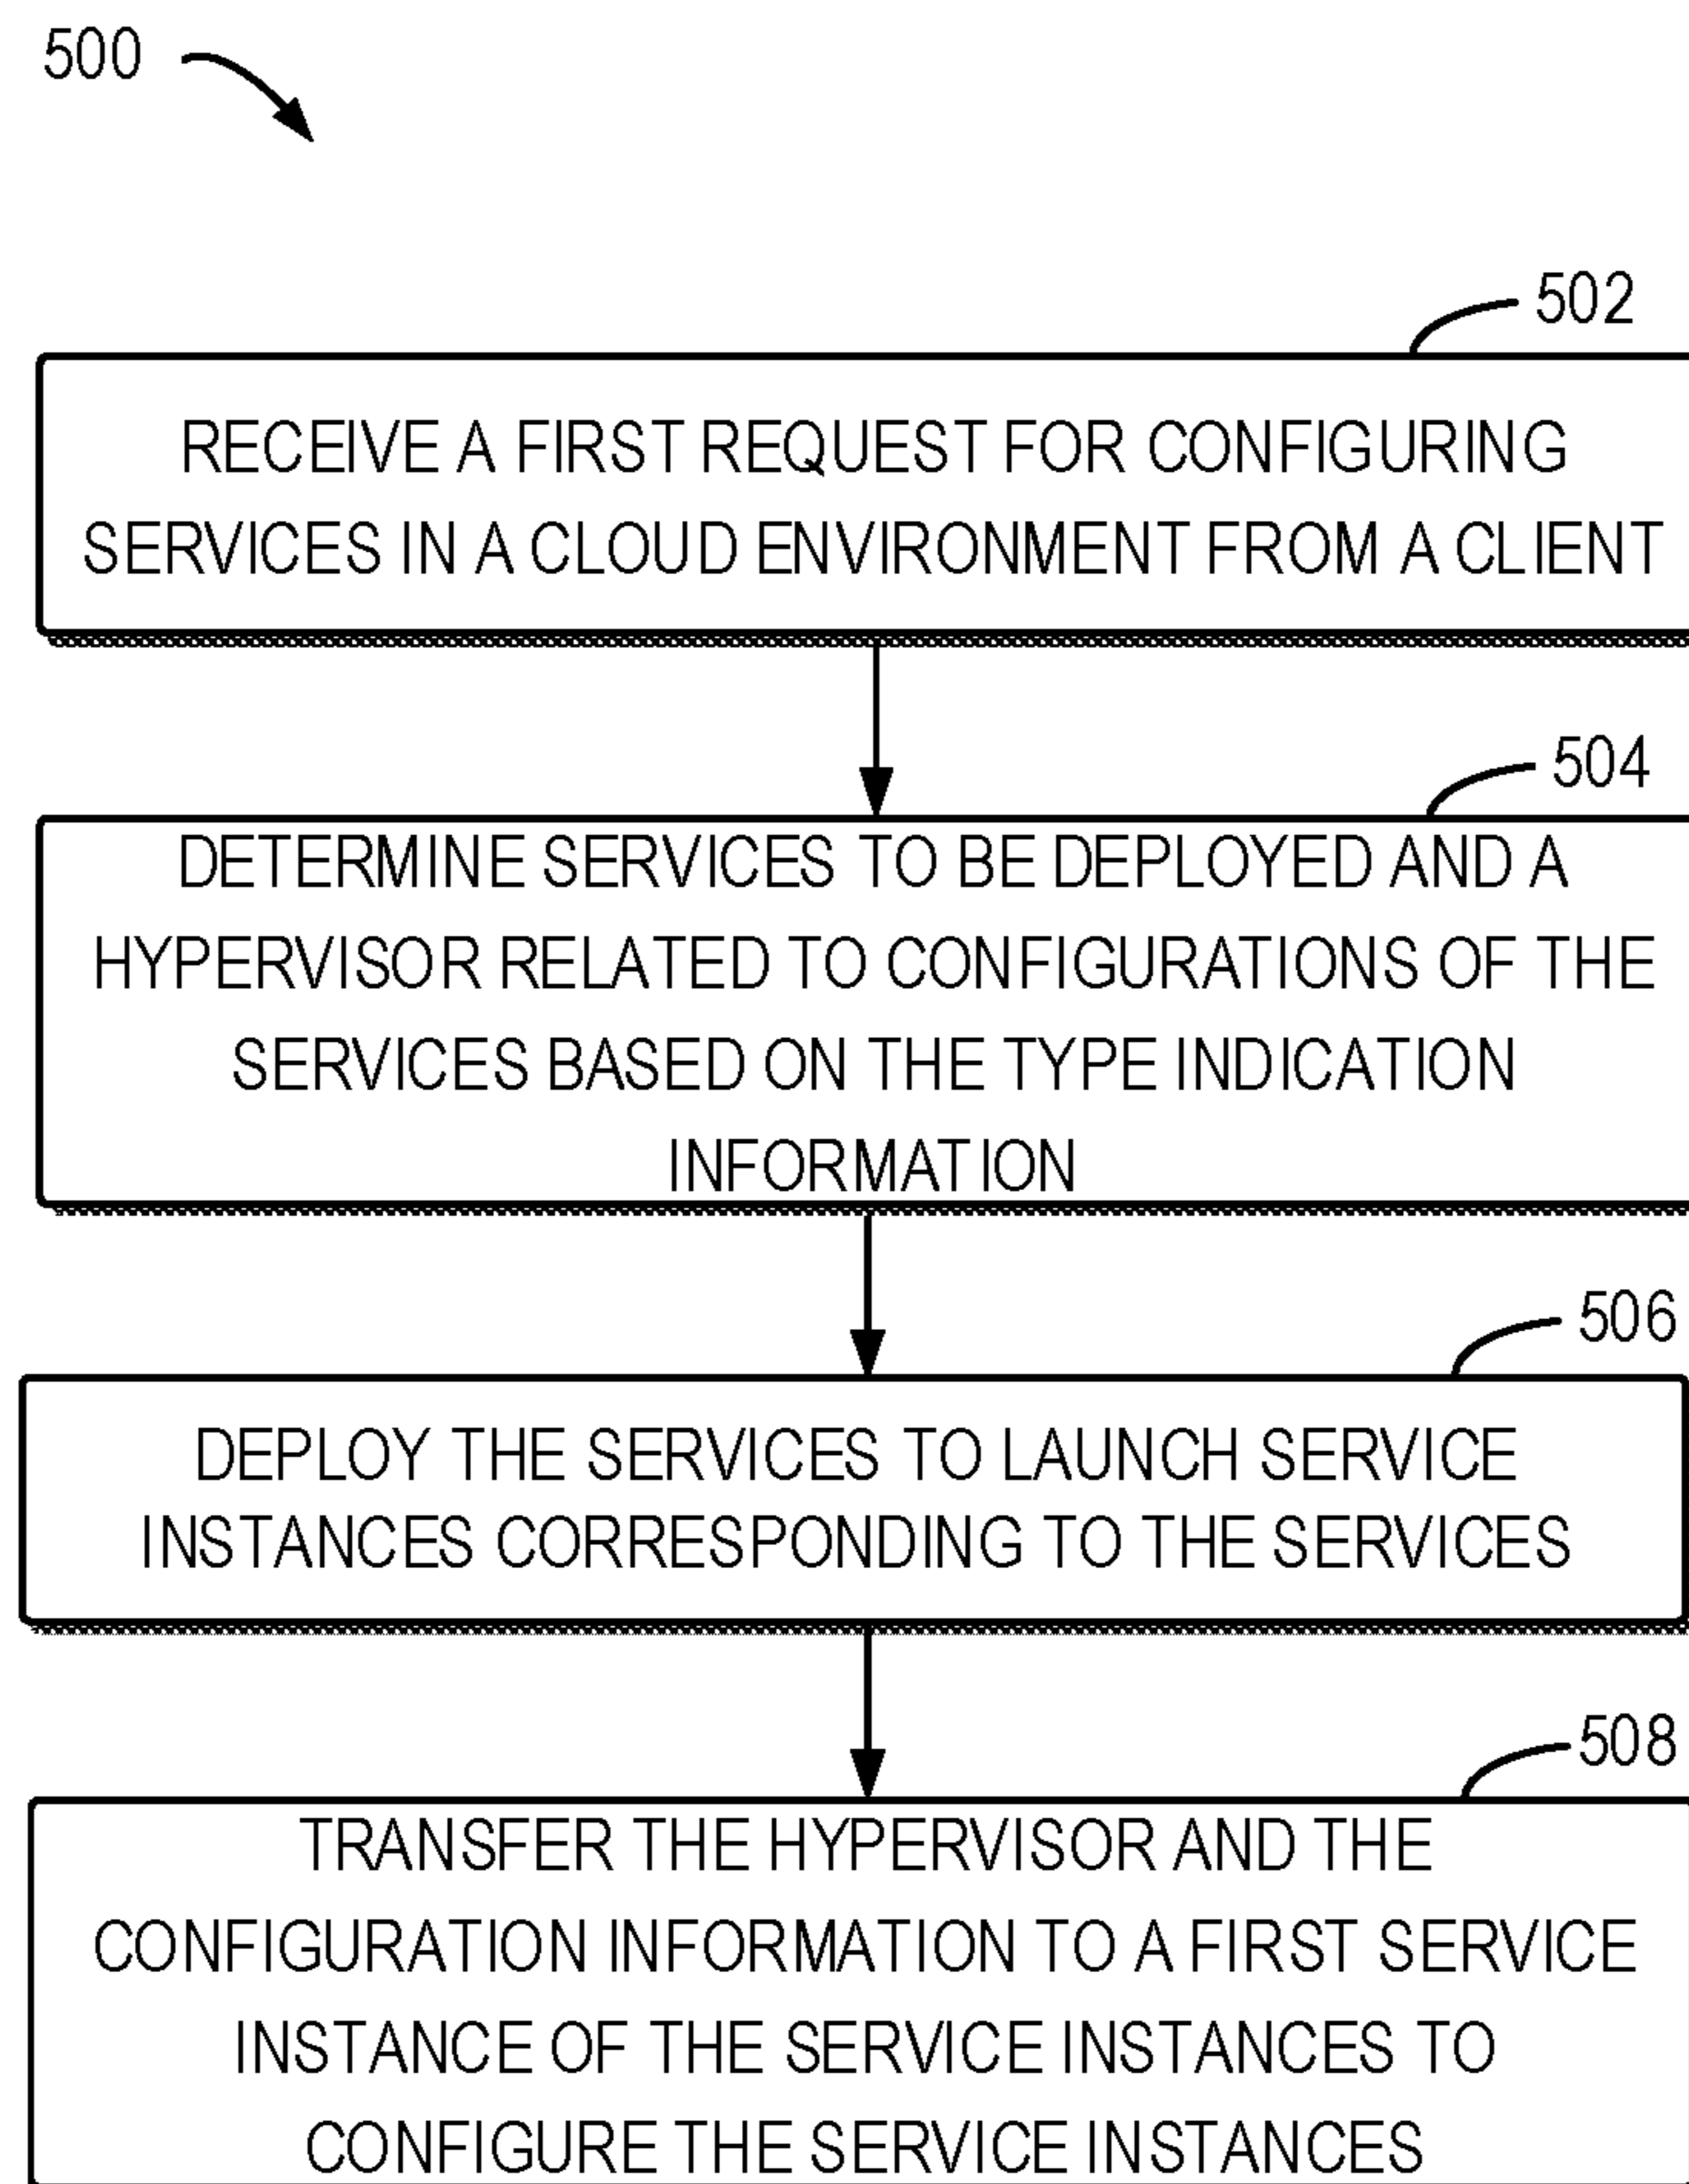 500
502
RECEIVE A FIRST REQUEST FOR CONFIGURING
SERVICES IN A CLOUD ENVIRONMENT FROM A CLIENT
504
DETERMINE SERVICES TO BE DEPLOYED AND A
HYPERVISOR RELATED TO CONFIGURATIONS OF THE
SERVICES BASED ON THE TYPE INDICATION
INFORMATION
506
DEPLOY THE SERVICES TO LAUNCH SERVICE
INSTANCES CORRESPONDING TO THE SERVICES
508
TRANSFER THE HYPERVISOR AND THE
CONFIGURATION INFORMATION TO A FIRST SERVICE
INSTANCE OF THE SERVICE INSTANCES TO
CONFIGURE THE SERVICE INSTANCES